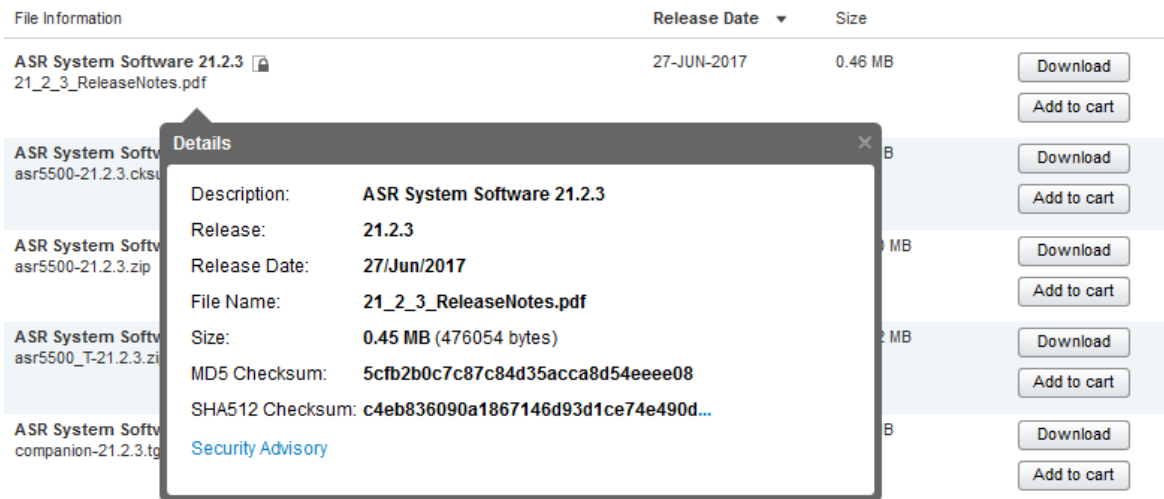 File Information Release Date Size
ASR System Software 21.2.3 27-JUN-2017 0.46 MB Download
21_2_3_ReleaseNotes.pdf
Add to cart
Details
ASR System Softw B Download
asr5500-21.2.3.cksu
Description: ASR System Software 21.2.3
Add to cart
Release: 21.2.3
ASR System Softw MB Download
asr5500-21.2.3.zip
Release Date: 27/Jun/2017
File Name: 21_2_3_ReleaseNotes.pdf Add to cart
ASR System Softw MB Download
Size: 0.45 MB (476054 bytes)
asr5500_T-21.2.3.zi
MD5 Checksum: 5cfb2b0c7c87c84d35acca8d54eeee08 Add to cart
SHA512 Checksum: c4eb836090a1867146d93d1ce74e490d...
ASR System Softw B Download
Security Advisory
companion-21.2.3.tg
Add to cart